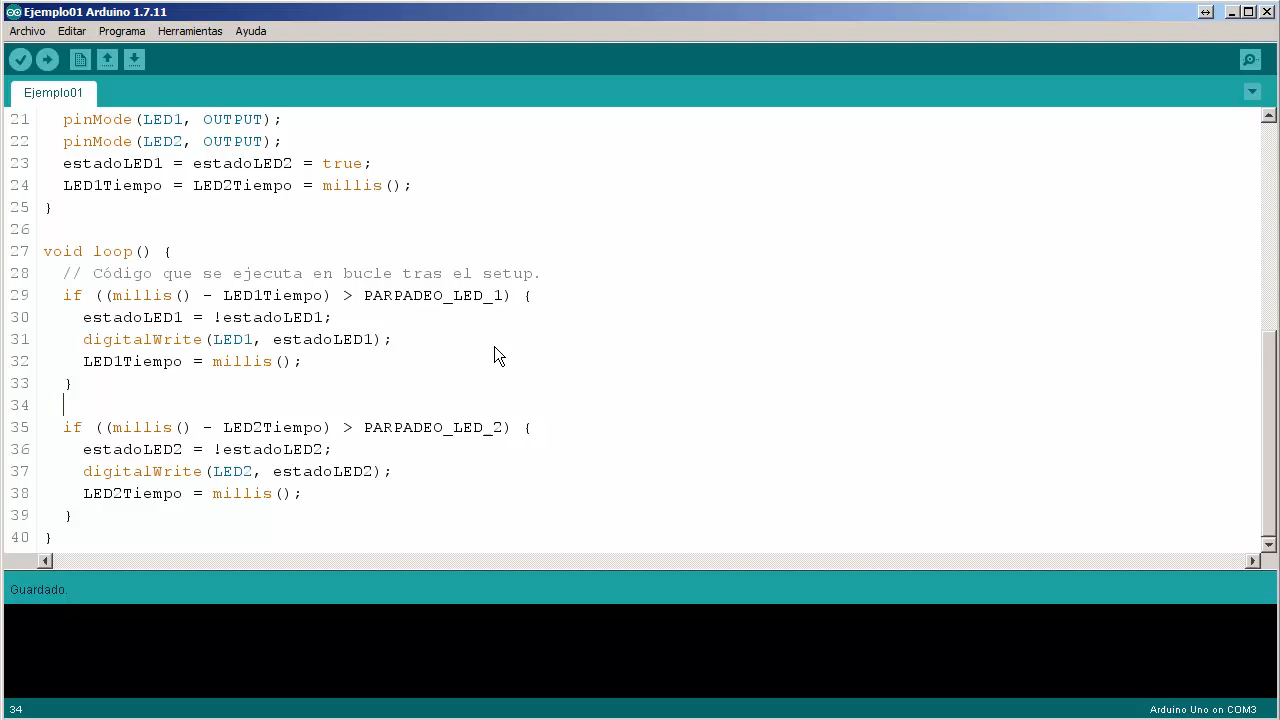 Ejemplo01 Arduino 1.7.11
Archivo Editar Programa Herramientas Ayuda
Ejemplo01
21 pinMode(LED1, OUTPUT);
22 pinMode(LED2, OUTPUT);
23 estadoLED1 = estadoLED2 = true;
24 LED1Tiempo = LED2Tiempo = millis();
25 }
26
27 void loop() {
28 // Código que se ejecuta en bucle tras el setup.
29 if ((millis() - LED1Tiempo) > PARPADEO_LED_1) {
30 estadoLED1 = !estadoLED1;
31 digitalWrite(LED1, estadoLED1);
32 LED1Tiempo = millis();
33 }
34
35 if ((millis() - LED2Tiempo) > PARPADEO_LED_2) {
36 estadoLED2 = !estadoLED2;
37 digitalWrite(LED2, estadoLED2);
38 LED2Tiempo = millis();
39 }
40 }
Guardado.
34 Arduino Uno on COM3